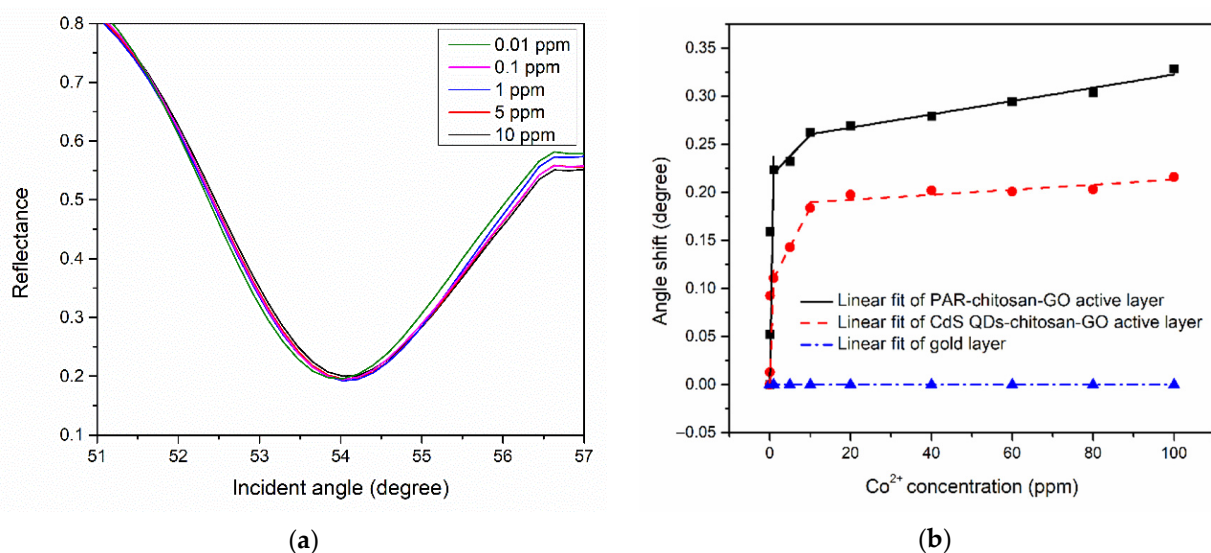 0.8
0.7
0.6
0.5
0.4
0.3
0.2
0.1
Reflectance
51 52 53 54 55 56 57
Incident angle (degree)
0.01 ppm
0.1 ppm
1 ppm
5 ppm
10 ppm
(a)
0.35
0.30
0.25
0.20
0.15
0.10
0.05
0.00
−0.05
Angle shift (degree)
0 20 40 60 80 100
Co²⁺ concentration (ppm)
Linear fit of PAR-chitosan-GO active layer
Linear fit of CdS QDs-chitosan-GO active layer
Linear fit of gold layer
(b)